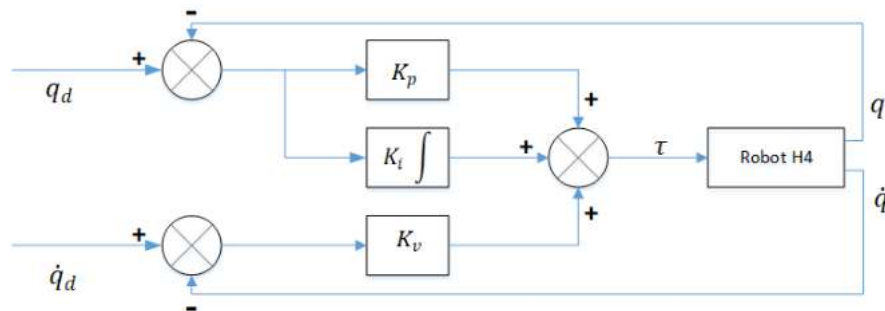 -
+
q_d
K_p
+
q
+
K_i ∫
τ
Robot H4
+
q̇
+
q̇_d
K_v
-